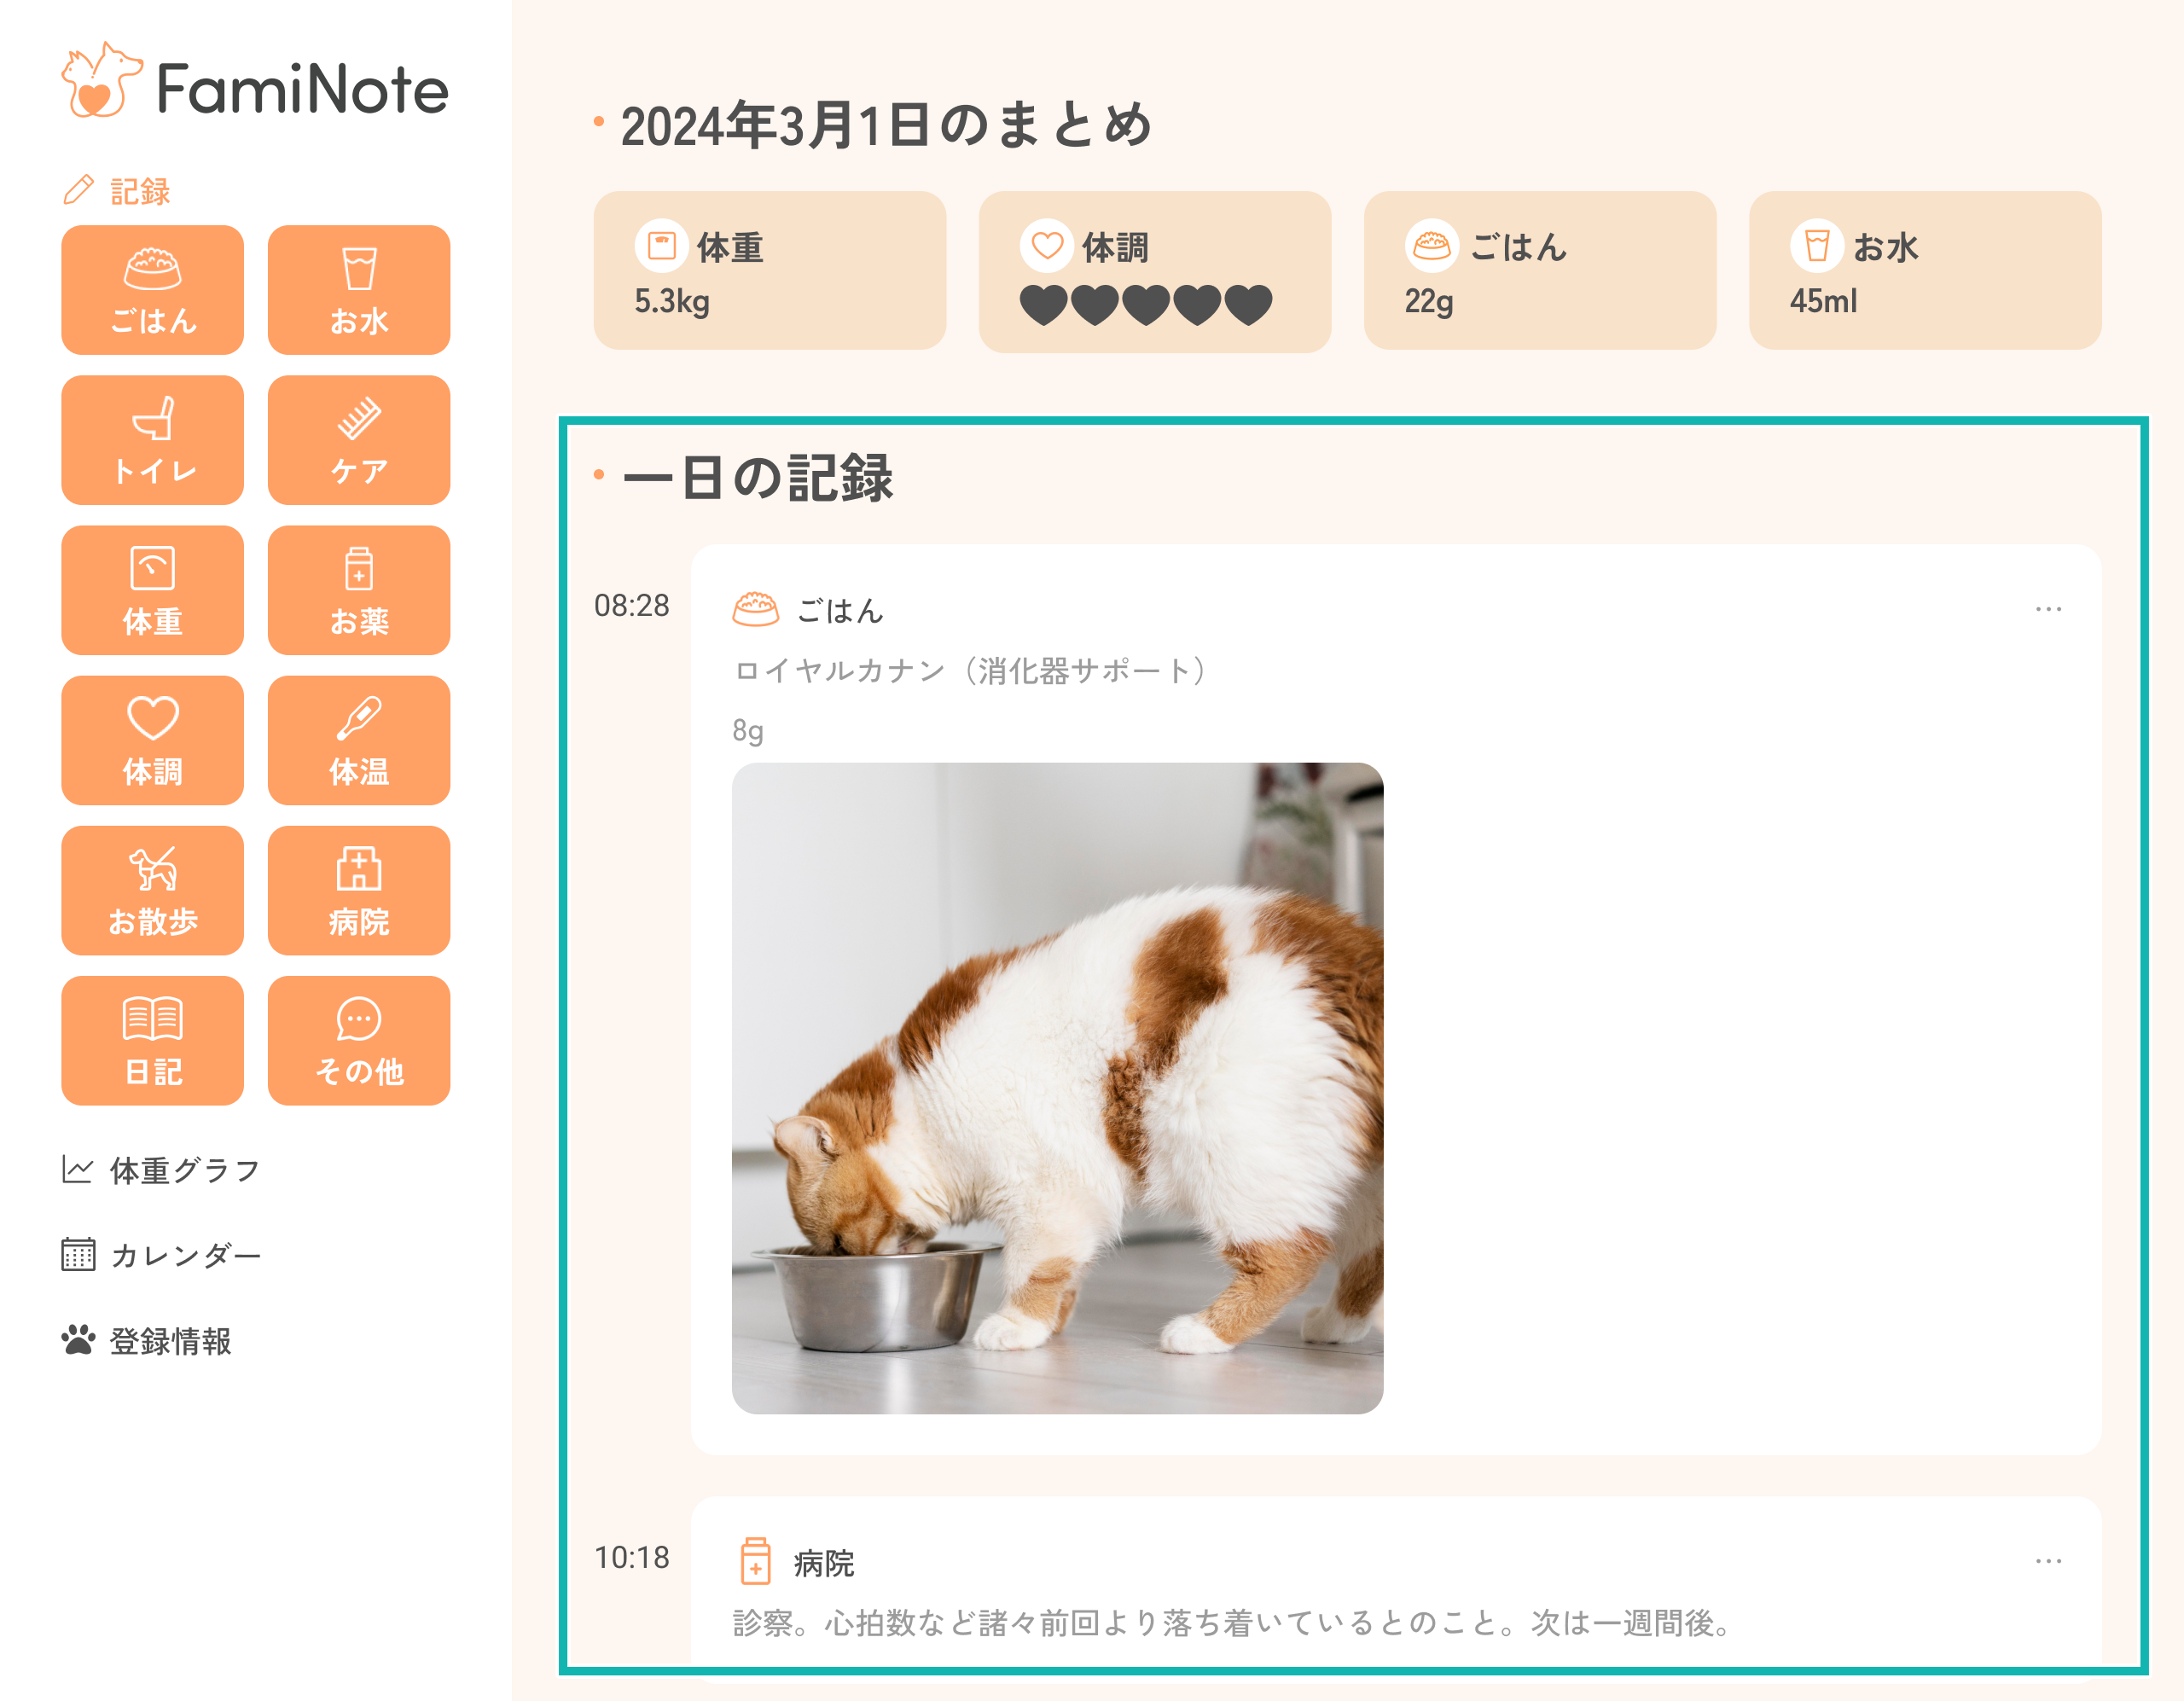 FamiNote
記録
ごはん
お水
トイレ
ケア
体重
お薬
体調
体温
お散歩
病院
日記
その他
体重グラフ
カレンダー
登録情報
2024年3月1日のまとめ
体重
5.3kg
体調
ごはん
22g
お水
45ml
一日の記録
08:28
ごはん
ロイヤルカナン（消化器サポート）
8g
10:18
病院
診察。心拍数など諸々前回より落ち着いているとのこと。次は一週間後。